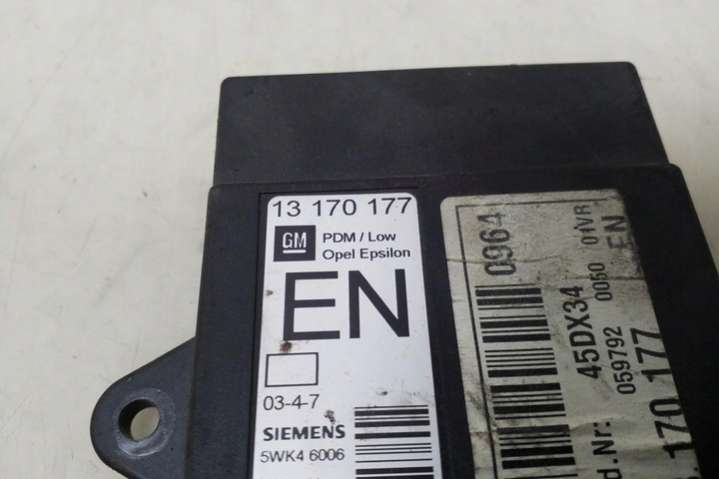 13 170 177
GM
PDM / Low
Opel Epsilon
EN
03-4-7
SIEMENS
5WK4 6006
0964
45DX34
059792 0050 01VR
EN
d.Nr:
170 177